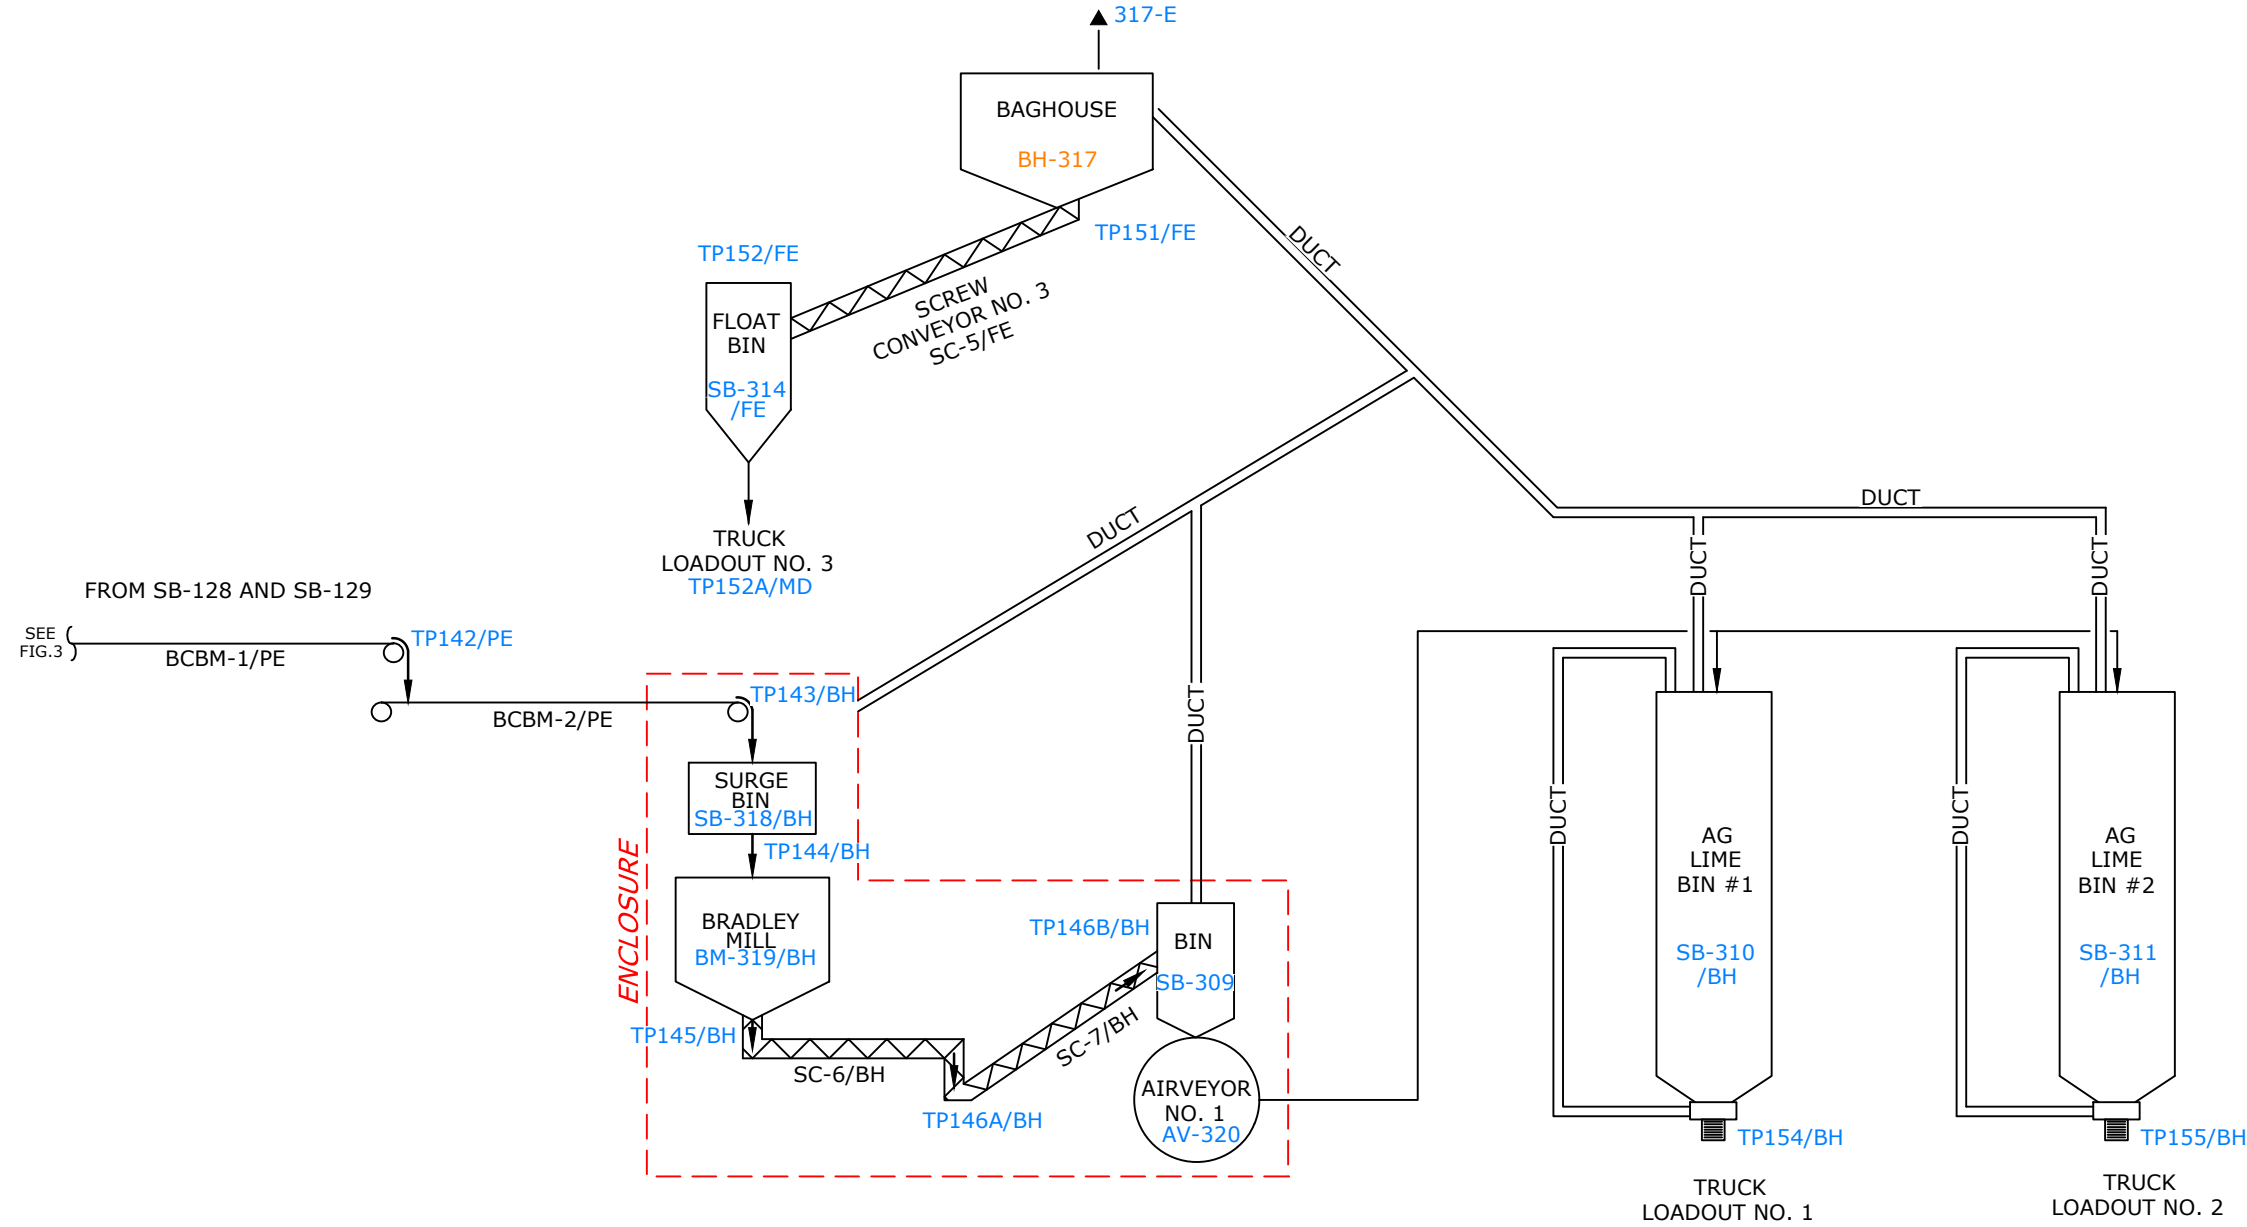 317-E
BAGHOUSE
BH-317
TP151/FE
TP152/FE
SCREW
CONVEYOR NO. 3
SC-5/FE
FLOAT
BIN
SB-314
/FE
TRUCK
LOADOUT NO. 3
TP152A/MD
DUCT
DUCT
DUCT
DUCT
DUCT
DUCT
FROM SB-128 AND SB-129
SEE
FIG.3
BCBM-1/PE
TP142/PE
BCBM-2/PE
TP143/BH
SURGE
BIN
SB-318/BH
TP144/BH
ENCLOSURE
BRADLEY
MILL
BM-319/BH
TP145/BH
SC-6/BH
TP146A/BH
SC-7/BH
TP146B/BH
BIN
SB-309
AIRVEYOR
NO. 1
AV-320
DUCT
AG
LIME
BIN #1
SB-310
/BH
TP154/BH
TRUCK
LOADOUT NO. 1
DUCT
AG
LIME
BIN #2
SB-311
/BH
TP155/BH
TRUCK
LOADOUT NO. 2